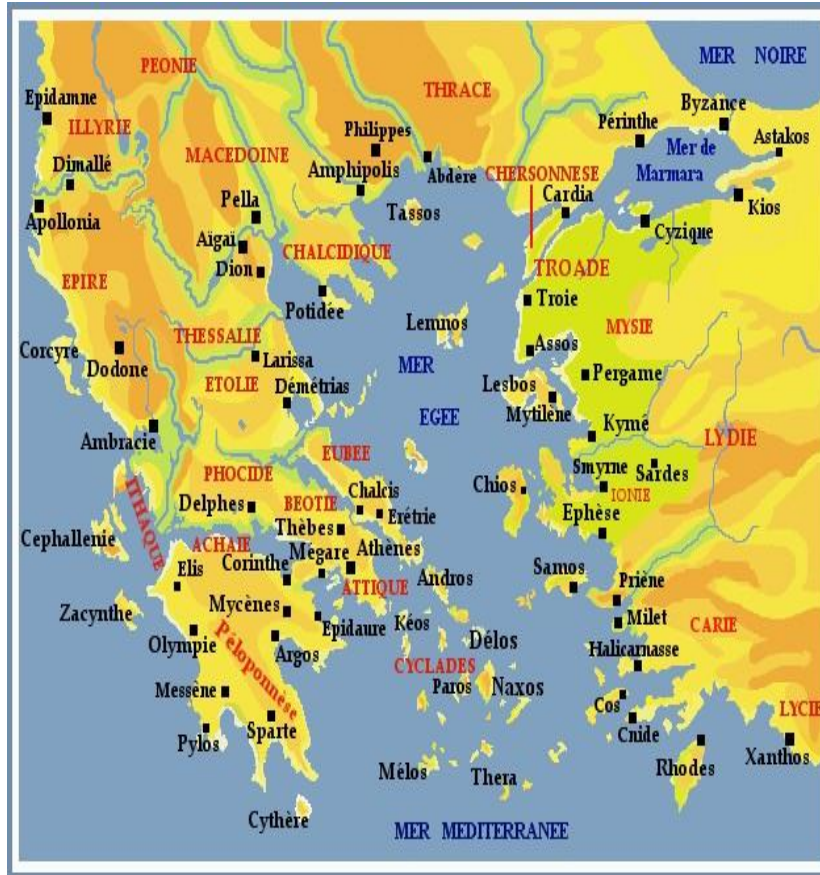 MER NOIRE
PEONIE
THRACE
Epidamne
Byzance
ILLYRIE
Philippes
Périnthe
Astakos
Mer de
Marmara
Dimallé
MACEDOINE
Amphipolis
Abdère
CHERSONNESE
Apollonia
Pella
Tassos
Cardia
Kios
Cyzique
Aïgaï
CHALCIDIQUE
Dion
TROADE
EPIRE
Potidée
Troie
Lemnos
MYSIE
THESSALIE
Corcyre
Dodone
Larissa
Assos
MER
EGEE
ETOLIE
Démétrias
Lesbos
Pergame
Mytilène
Ambracie
Kymé
LYDIE
EUBEE
PHOCIDE
Smyrne
Sardes
ITHAQUE
Delphes
BEOTIE
Chalcis
Chios
IONIE
Erétrie
Thèbes
Ephèse
Cephallenie
ACHAIE
Mégare
Athènes
Elis
Corinthe
ATTIQUE
Andros
Samos
Priène
Zacynthe
Mycènes
Epidaure
Kéos
Milet
CARIE
Olympie
Péloponnèse
Argos
Délos
Halicarnasse
CYCLADES
Paros
Naxos
Messène
Cos
LYCIE
Pylos
Sparte
Cnide
Rhodes
Xanthos
Mélos
Thera
Cythère
MER MEDITERRANEE